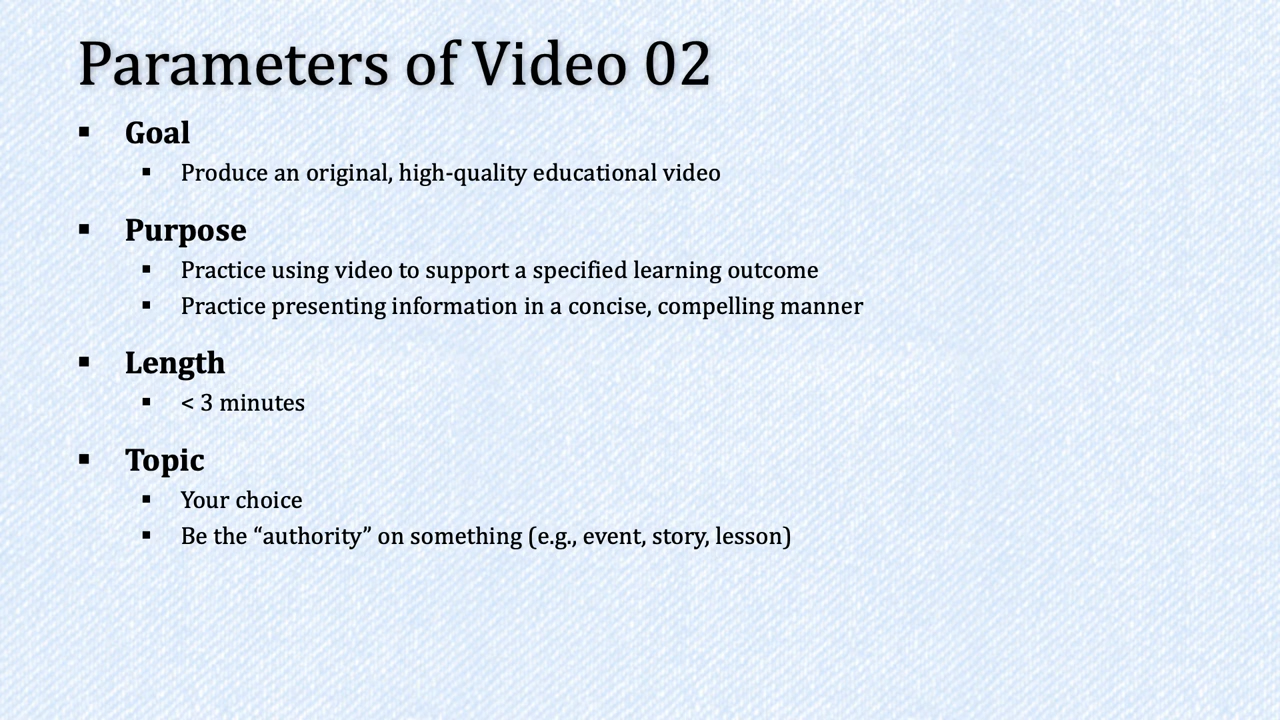 Parameters of Video 02
▪ Goal
▪ Produce an original, high-quality educational video
▪ Purpose
▪ Practice using video to support a specified learning outcome
▪ Practice presenting information in a concise, compelling manner
▪ Length
▪ < 3 minutes
▪ Topic
▪ Your choice
▪ Be the “authority” on something (e.g., event, story, lesson)